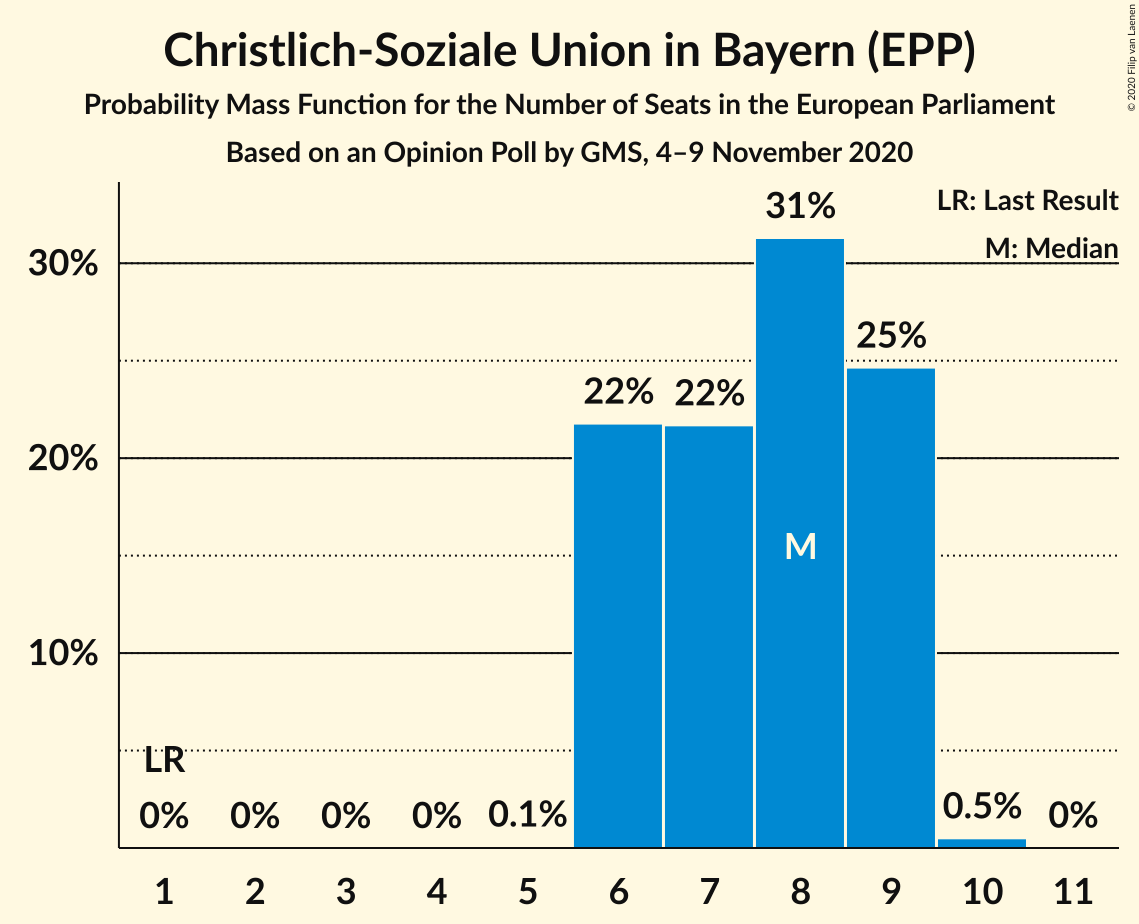 Christlich-Soziale Union in Bayern (EPP)
Probability Mass Function for the Number of Seats in the European Parliament
Based on an Opinion Poll by GMS, 4–9 November 2020
© 2020 Filip van Laenen
LR: Last Result
M: Median
30%
20%
10%
LR
0%
0%
0%
0%
0.1%
22%
22%
31%
25%
0.5%
0%
M
1 2 3 4 5 6 7 8 9 10 11